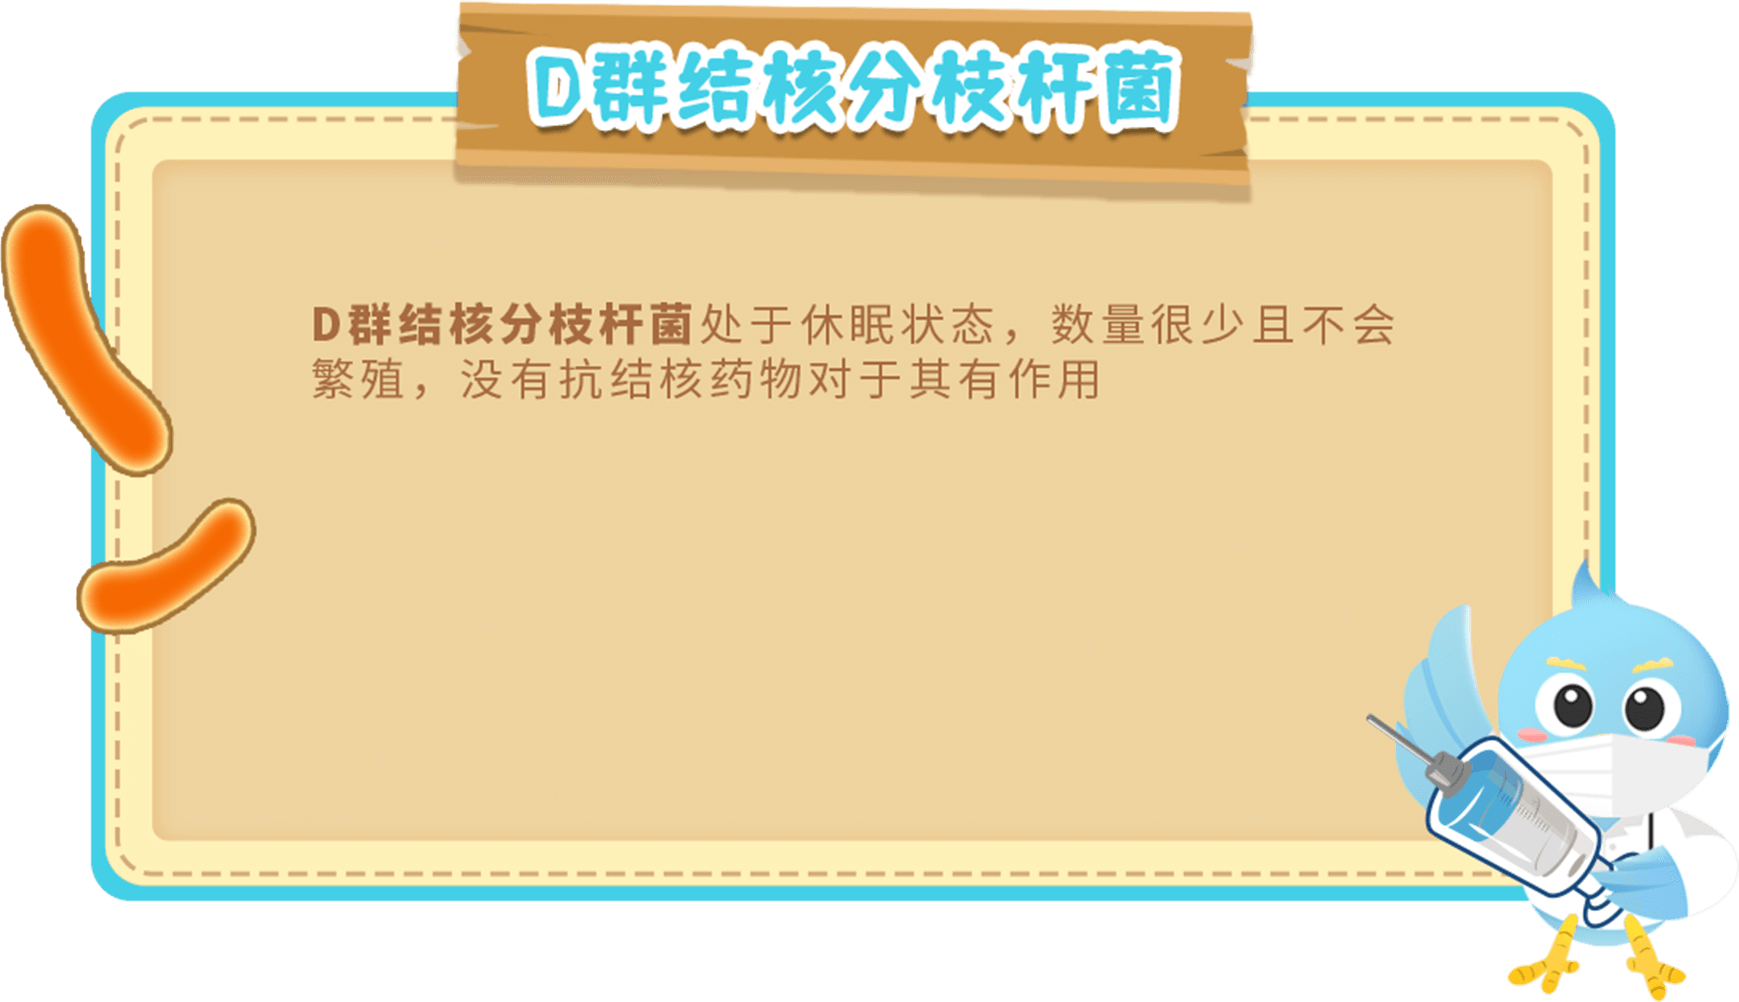 D群结核分枝杆菌
D群结核分枝杆菌处于休眠状态，数量很少且不会
繁殖，没有抗结核药物对于其有作用